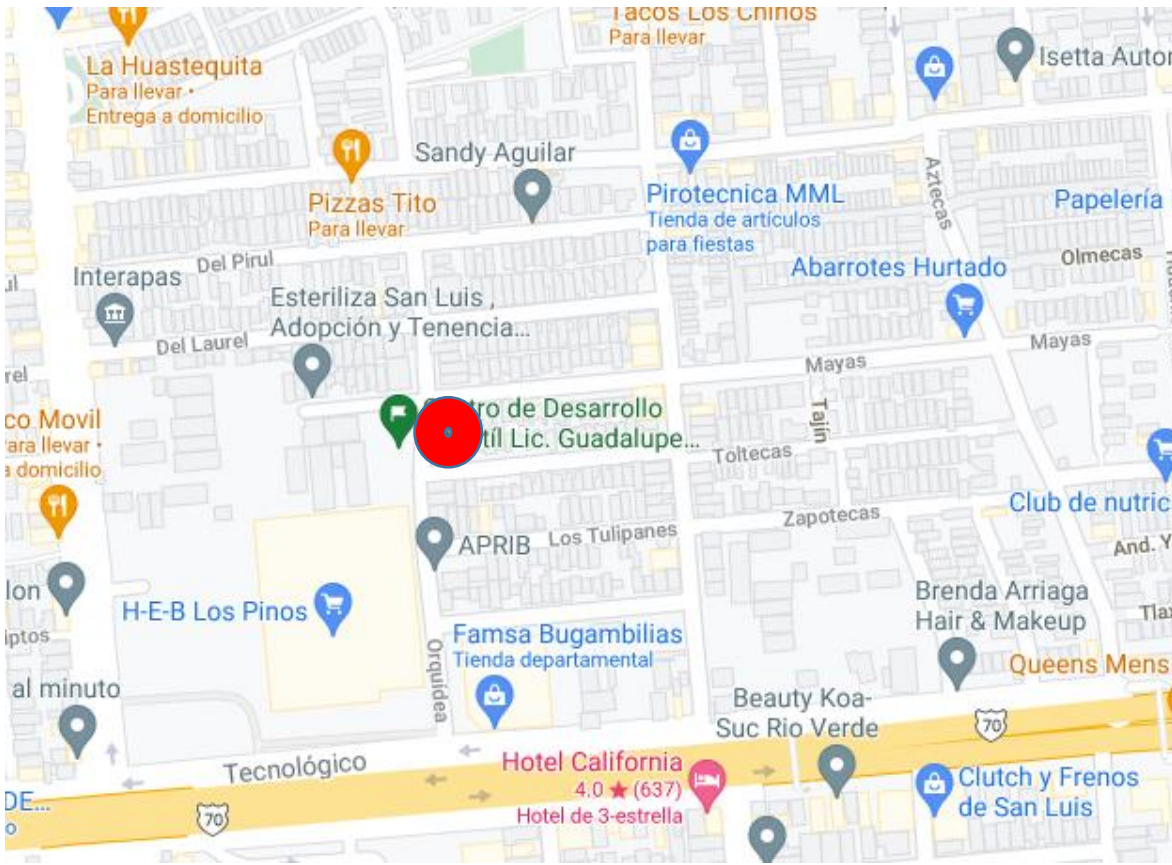 Tacos Los Chinos
Para llevar
La Huastequita
Para llevar •
Entrega a domicilio
Isetta Autor
Sandy Aguilar
Pizzas Tito
Para llevar
Pirotecnica MML
Tienda de artículos
para fiestas
Aztecas
Papelería
Olmecas
Interapas
Del Pirul
Abarrotes Hurtado
Esteriliza San Luis ,
Adopción y Tenencia...
Del Laurel
rel
Mayas
Mayas
co Movil
ara llevar •
a domicilio
tro de Desarrollo
til Lic. Guadalupe...
Tajín
Toltecas
Club de nutric
Zapotecas
Los Tulipanes
APRIB
And. Y
lon
H-E-B Los Pinos
iptos
Brenda Arriaga
Hair & Makeup
Tla
Famsa Bugambilias
Tienda departamental
Orquidea
Queens Mens
al minuto
Beauty Koa-
Suc Rio Verde
70
Tecnológico
Hotel California
4.0 ★ (637)
Hotel de 3-estrella
Clutch y Frenos
de San Luis
DE...
o
70